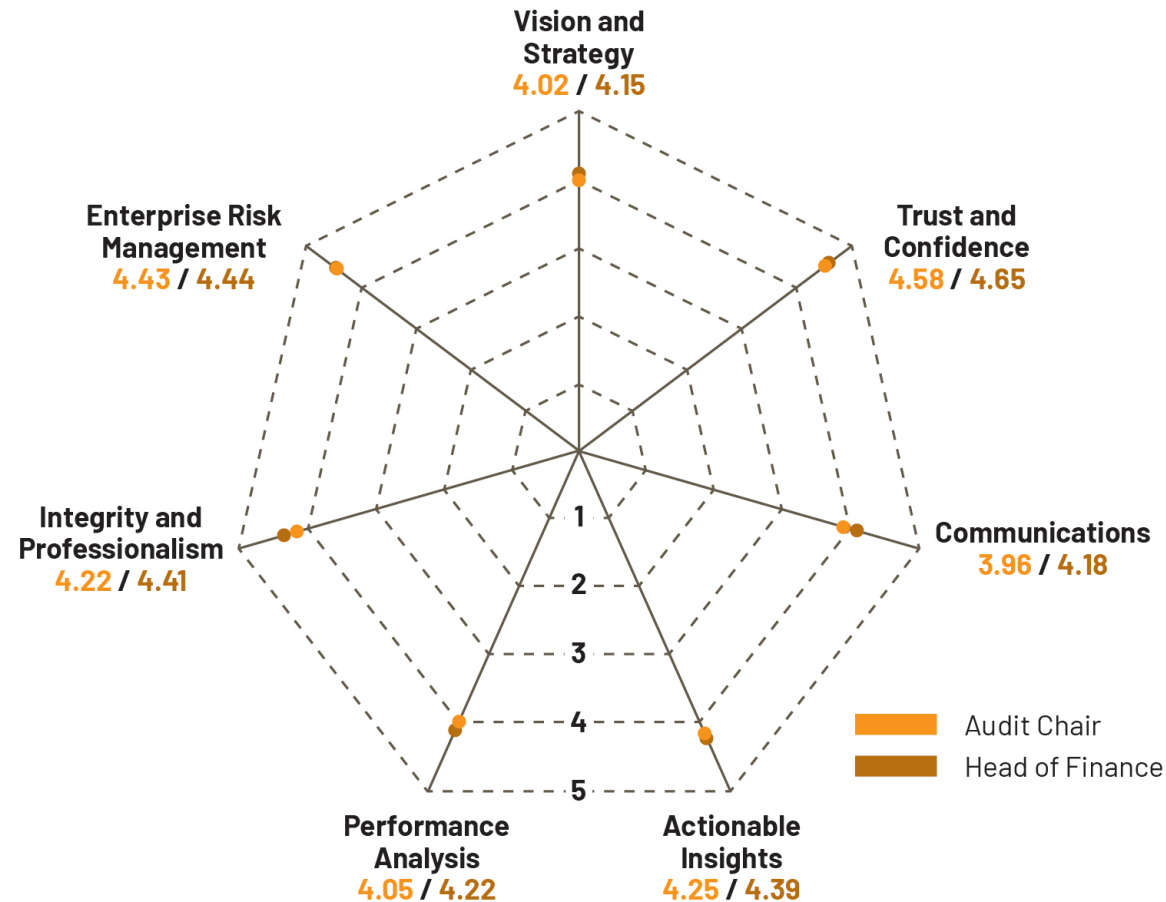 Vision and
Strategy
4.02 / 4.15
Enterprise Risk
Management
4.43 / 4.44
Trust and
Confidence
4.58 / 4.65
Integrity and
Professionalism
4.22 / 4.41
Communications
3.96 / 4.18
1
2
3
4
5
Audit Chair
Head of Finance
Performance
Analysis
4.05 / 4.22
Actionable
Insights
4.25 / 4.39